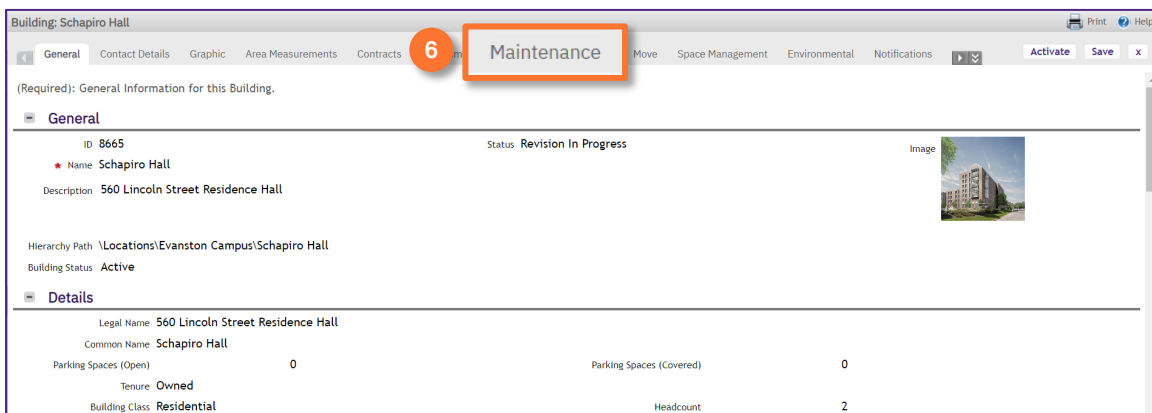 Building: Schapiro Hall Print Help
General Contact Details Graphic Area Measurements Contracts 6 Maintenance Move Space Management Environmental Notifications Activate Save x
(Required): General Information for this Building.
General
ID 8665 Status Revision In Progress Image
* Name Schapiro Hall
Description 560 Lincoln Street Residence Hall
Hierarchy Path \Locations\Evanston Campus\Schapiro Hall
Building Status Active
Details
Legal Name 560 Lincoln Street Residence Hall
Common Name Schapiro Hall
Parking Spaces (Open) 0 Parking Spaces (Covered) 0
Tenure Owned
Building Class Residential Headcount 2